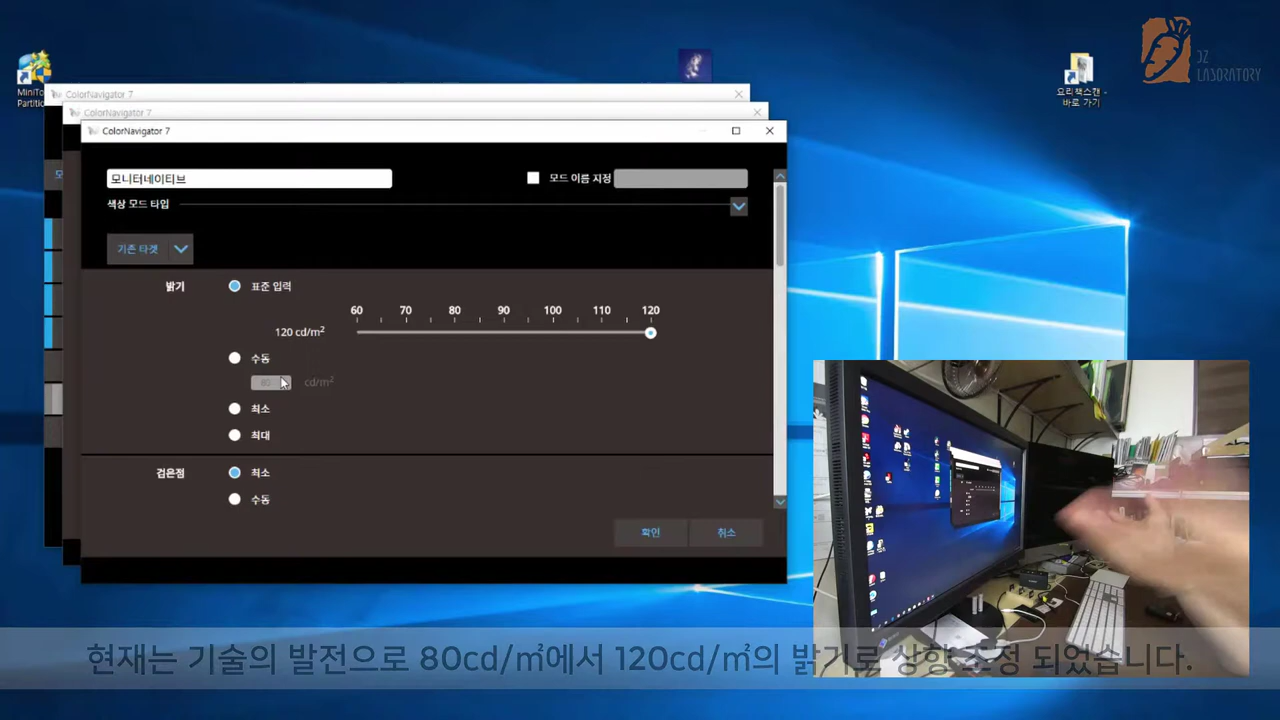 JZ
LABORATORY
MiniTo
Partitio
요리책스캔 -
바로 가기
ColorNavigator 7
ColorNavigator 7
ColorNavigator 7
모니터네이티브
모드 이름 지정
색상 모드 타입
기존 타겟
밝기
표준 입력
60 70 80 90 100 110 120
120 cd/m²
수동
80 cd/m²
최소
최대
검은점
최소
수동
확인
취소
현재는 기술의 발전으로 80cd/㎡에서 120cd/㎡의 밝기로 상향 조정 되었습니다.